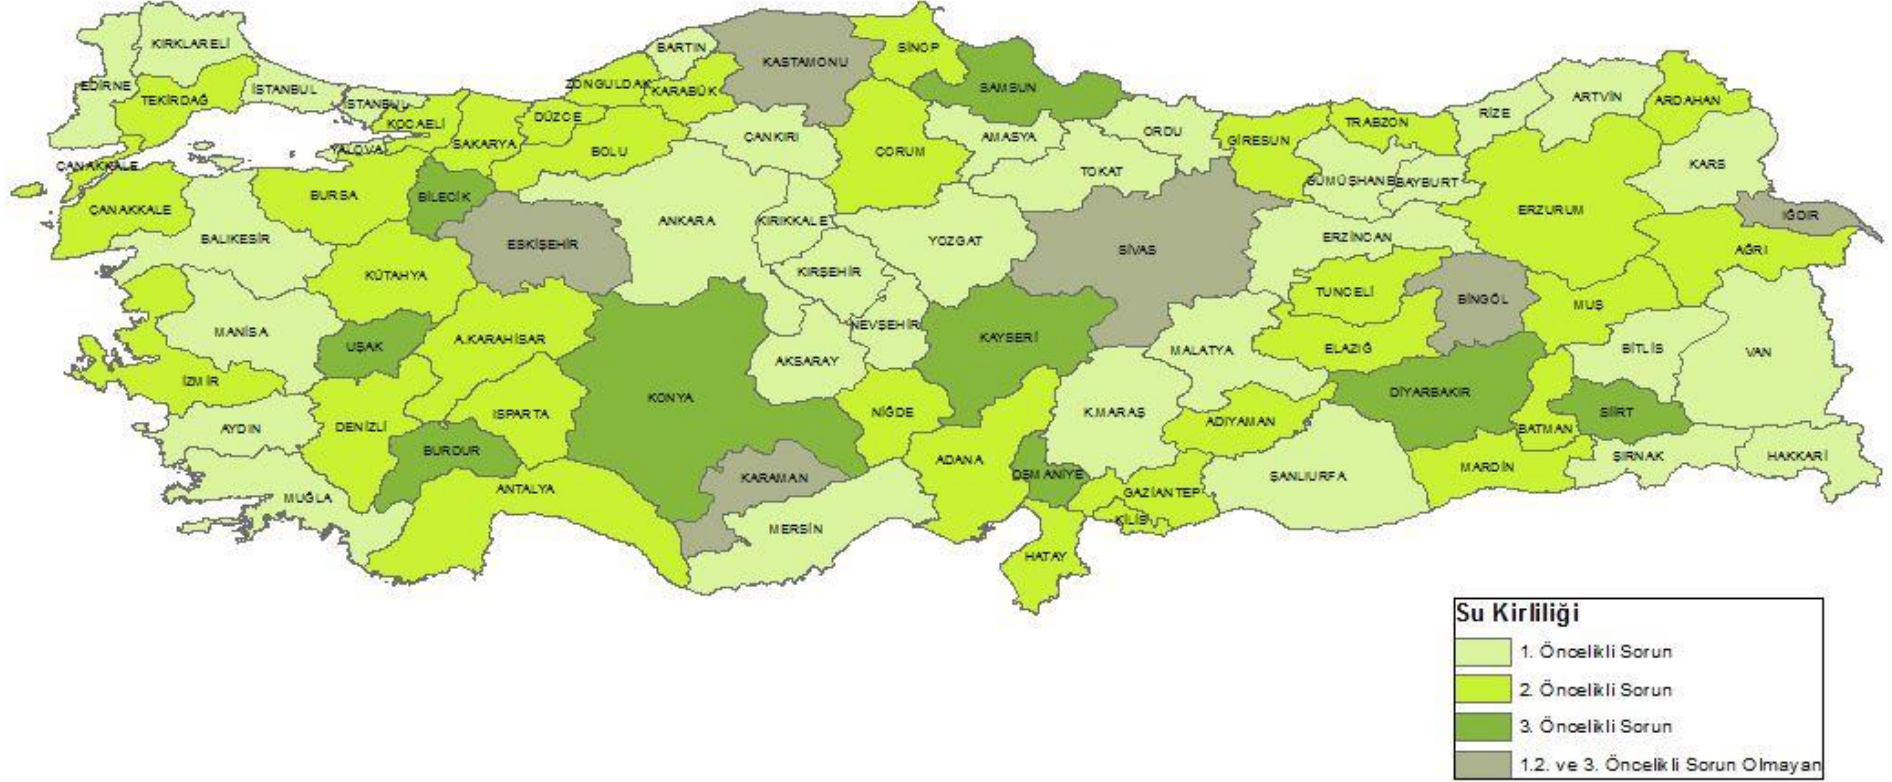 KIRKLARELİ
EDİRNE
TEKİRDAĞ
İSTANBUL
İSTANBUL
KOCAELİ
YALOVA
SAKARYA
DÜZCE
BOLU
ZONGULDAK
BARTIN
KARABÜK
KASTAMONU
SİNOP
SAMSUN
ÇANKIRI
ÇORUM
AMASYA
ORDU
TOKAT
GİRESUN
TRABZON
RİZE
ARTVİN
ARDAHAN
KARS
GÜMÜŞHANE
BAYBURT
ERZURUM
IĞDIR
AĞRI
ÇANAKKALE
ÇANAKKALE
BURSA
BİLECİK
BALIKESİR
ESKİŞEHİR
ANKARA
KIRIKKALE
YOZGAT
SİVAS
ERZİNCAN
KÜTAHYA
KIRŞEHİR
TUNCELİ
BİNGÖL
MUŞ
MANİSA
UŞAK
A.KARAHİSAR
NEVŞEHİR
KAYSERİ
MALATYA
ELAZIĞ
BİTLİS
VAN
İZMİR
AKSARAY
KONYA
DİYARBAKIR
SİİRT
AYDIN
DENİZLİ
ISPARTA
NİĞDE
K.MARAŞ
ADIYAMAN
BATMAN
BURDUR
ADANA
OSMANİYE
MARDİN
ŞIRNAK
HAKKARİ
MUĞLA
ANTALYA
KARAMAN
GAZİANTEP
ŞANLIURFA
MERSİN
KİLİS
HATAY
Su Kirliliği
1. Öncelikli Sorun
2. Öncelikli Sorun
3. Öncelikli Sorun
1.2. ve 3. Öncelikli Sorun Olmayan